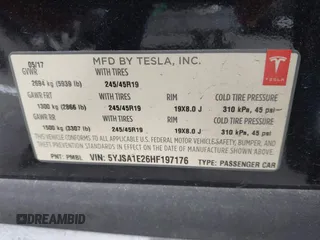 05/17 MFD BY TESLA, INC.
GVWR WITH TIRES
2694 kg (5939 lb) 245/45R19
GAWR FRT WITH TIRES RIM COLD TIRE PRESSURE
1300 kg (2866 lb) 245/45R19 19X8.0 J 310 kPa, 45 psi
GAWR RR WITH TIRES RIM COLD TIRE PRESSURE
1500 kg (3307 lb) 245/45R19 19X8.0 J 310 kPa, 45 psi
THIS VEHICLE CONFORMS TO ALL APPLICABLE FEDERAL MOTOR VEHICLE
SAFETY, BUMPER, AND THEFT PREVENTION STANDARDS IN EFFECT ON
THE DATE OF MANUFACTURE SHOWN ABOVE.
PNT: PMBL VIN: 5YJSA1E26HF197176 TYPE: PASSENGER CAR
TESLA
DREAMBID